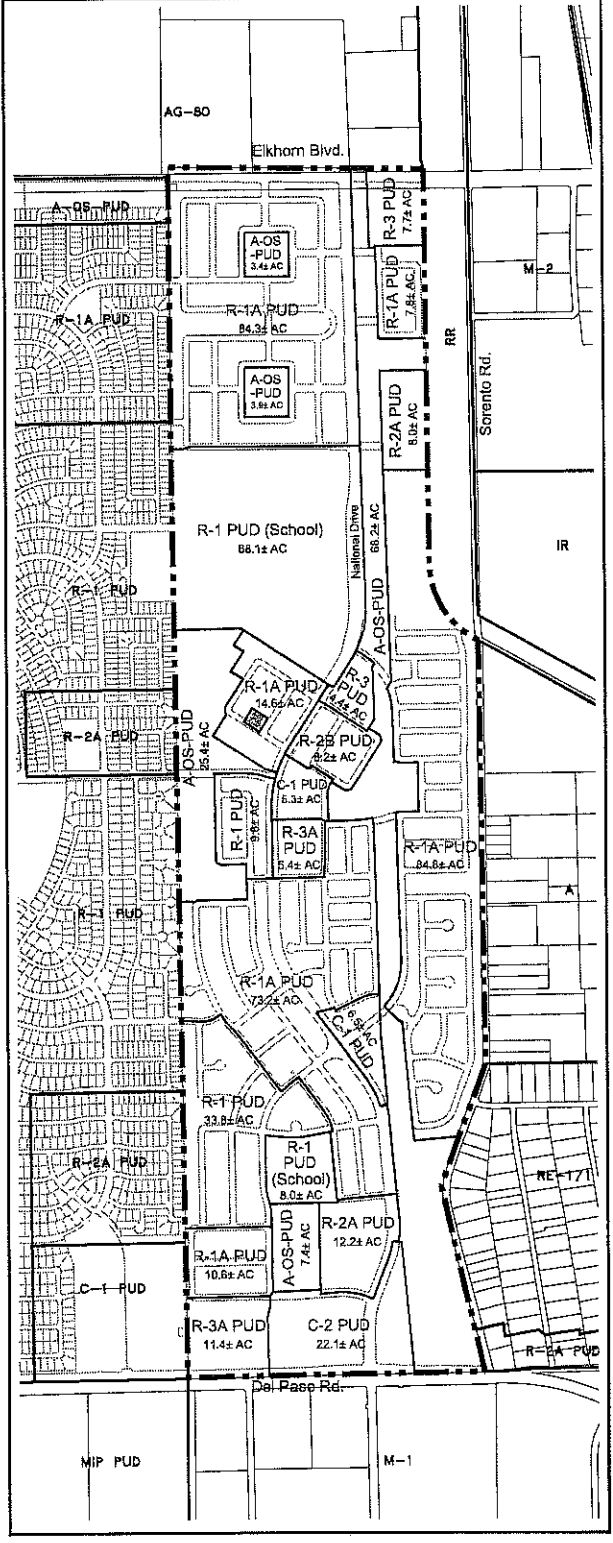 AG-80
Elkhorn Blvd.
A-OS-PUD
R-3 PUD
7.7± AC
A-OS
-PUD
3.4± AC
M-2
R-1A PUD
7.8± AC
R-1A PUD
84.3± AC
R-1A PUD
RR
Sorento Rd.
A-OS
-PUD
3.9± AC
R-2A PUD
8.0± AC
R-1 PUD (School)
68.1± AC
National Drive
68.2± AC
A-OS-PUD
IR
R-1 PUD
R-3
PUD
R-1A PUD
14.6± AC
R-2A PUD
A-OS-PUD
25.4± AC
R-2B PUD
C-1 PUD
5.3± AC
R-1 PUD
R-3A
PUD
5.4± AC
R-1A PUD
84.8± AC
A
R-1 PUD
R-1A PUD
73.2± AC
C-1 PUD
R-1 PUD
33.8± AC
R-1
PUD
(School)
8.0± AC
R-2A PUD
RE-1/1
R-2A PUD
12.2± AC
A-OS-PUD
7.4± AC
R-1A PUD
10.6± AC
C-1 PUD
R-3A PUD
11.4± AC
C-2 PUD
22.1± AC
R-2A PUD
Del Paso Rd.
MIP PUD
M-1